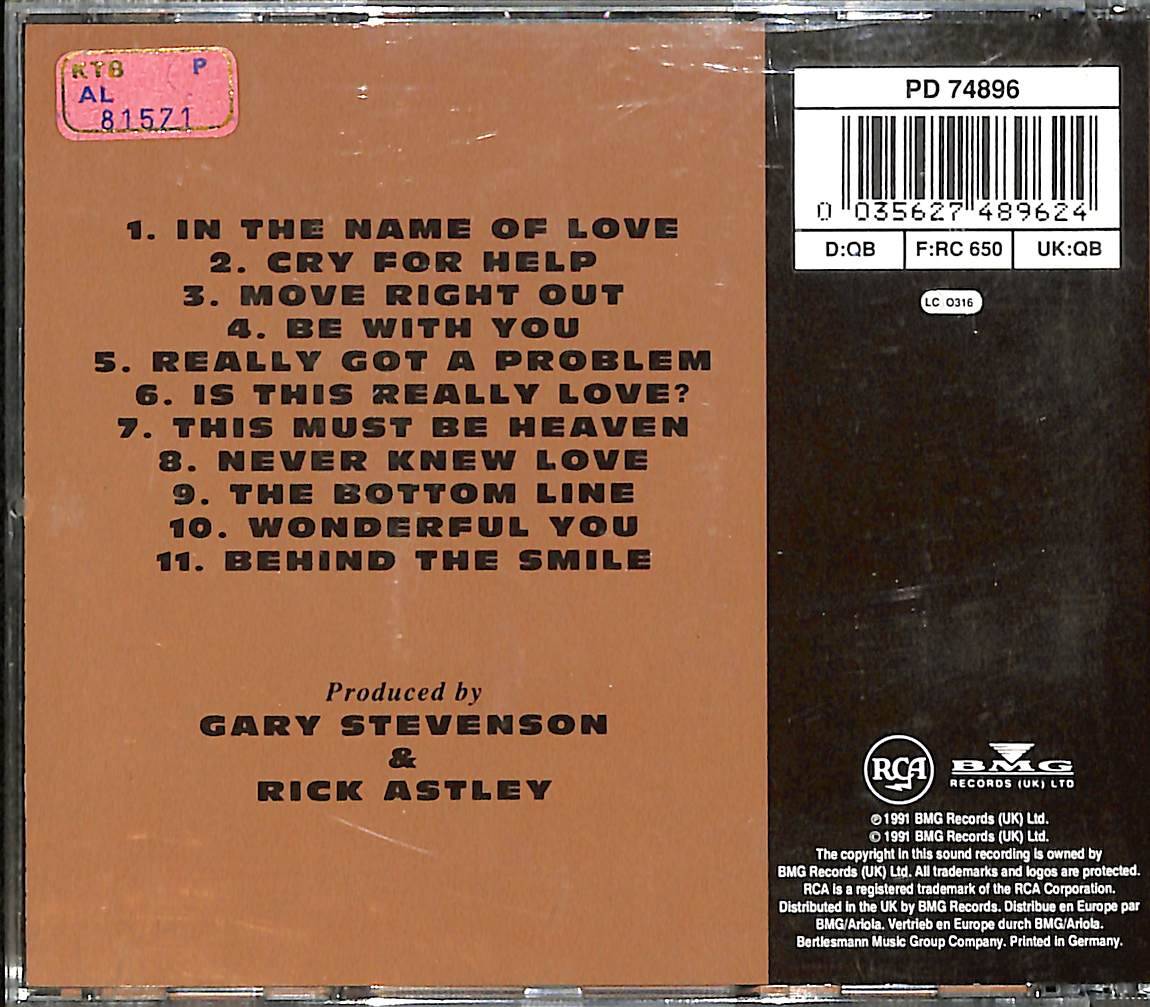 KTB P
AL
81571
1. IN THE NAME OF LOVE
2. CRY FOR HELP
3. MOVE RIGHT OUT
4. BE WITH YOU
5. REALLY GOT A PROBLEM
6. IS THIS REALLY LOVE?
7. THIS MUST BE HEAVEN
8. NEVER KNEW LOVE
9. THE BOTTOM LINE
10. WONDERFUL YOU
11. BEHIND THE SMILE
Produced by
GARY STEVENSON
&
RICK ASTLEY
PD 74896
0 035627 489624
D:QB F:RC 650 UK:QB
LC 0316
RCA BMG
RECORDS (UK) LTD
℗ 1991 BMG Records (UK) Ltd.
© 1991 BMG Records (UK) Ltd.
The copyright in this sound recording is owned by
BMG Records (UK) Ltd. All trademarks and logos are protected.
RCA is a registered trademark of the RCA Corporation.
Distributed in the UK by BMG Records. Distribue en Europe par
BMG/Ariola. Vertrieb en Europe durch BMG/Ariola.
Bertlesmann Music Group Company. Printed in Germany.